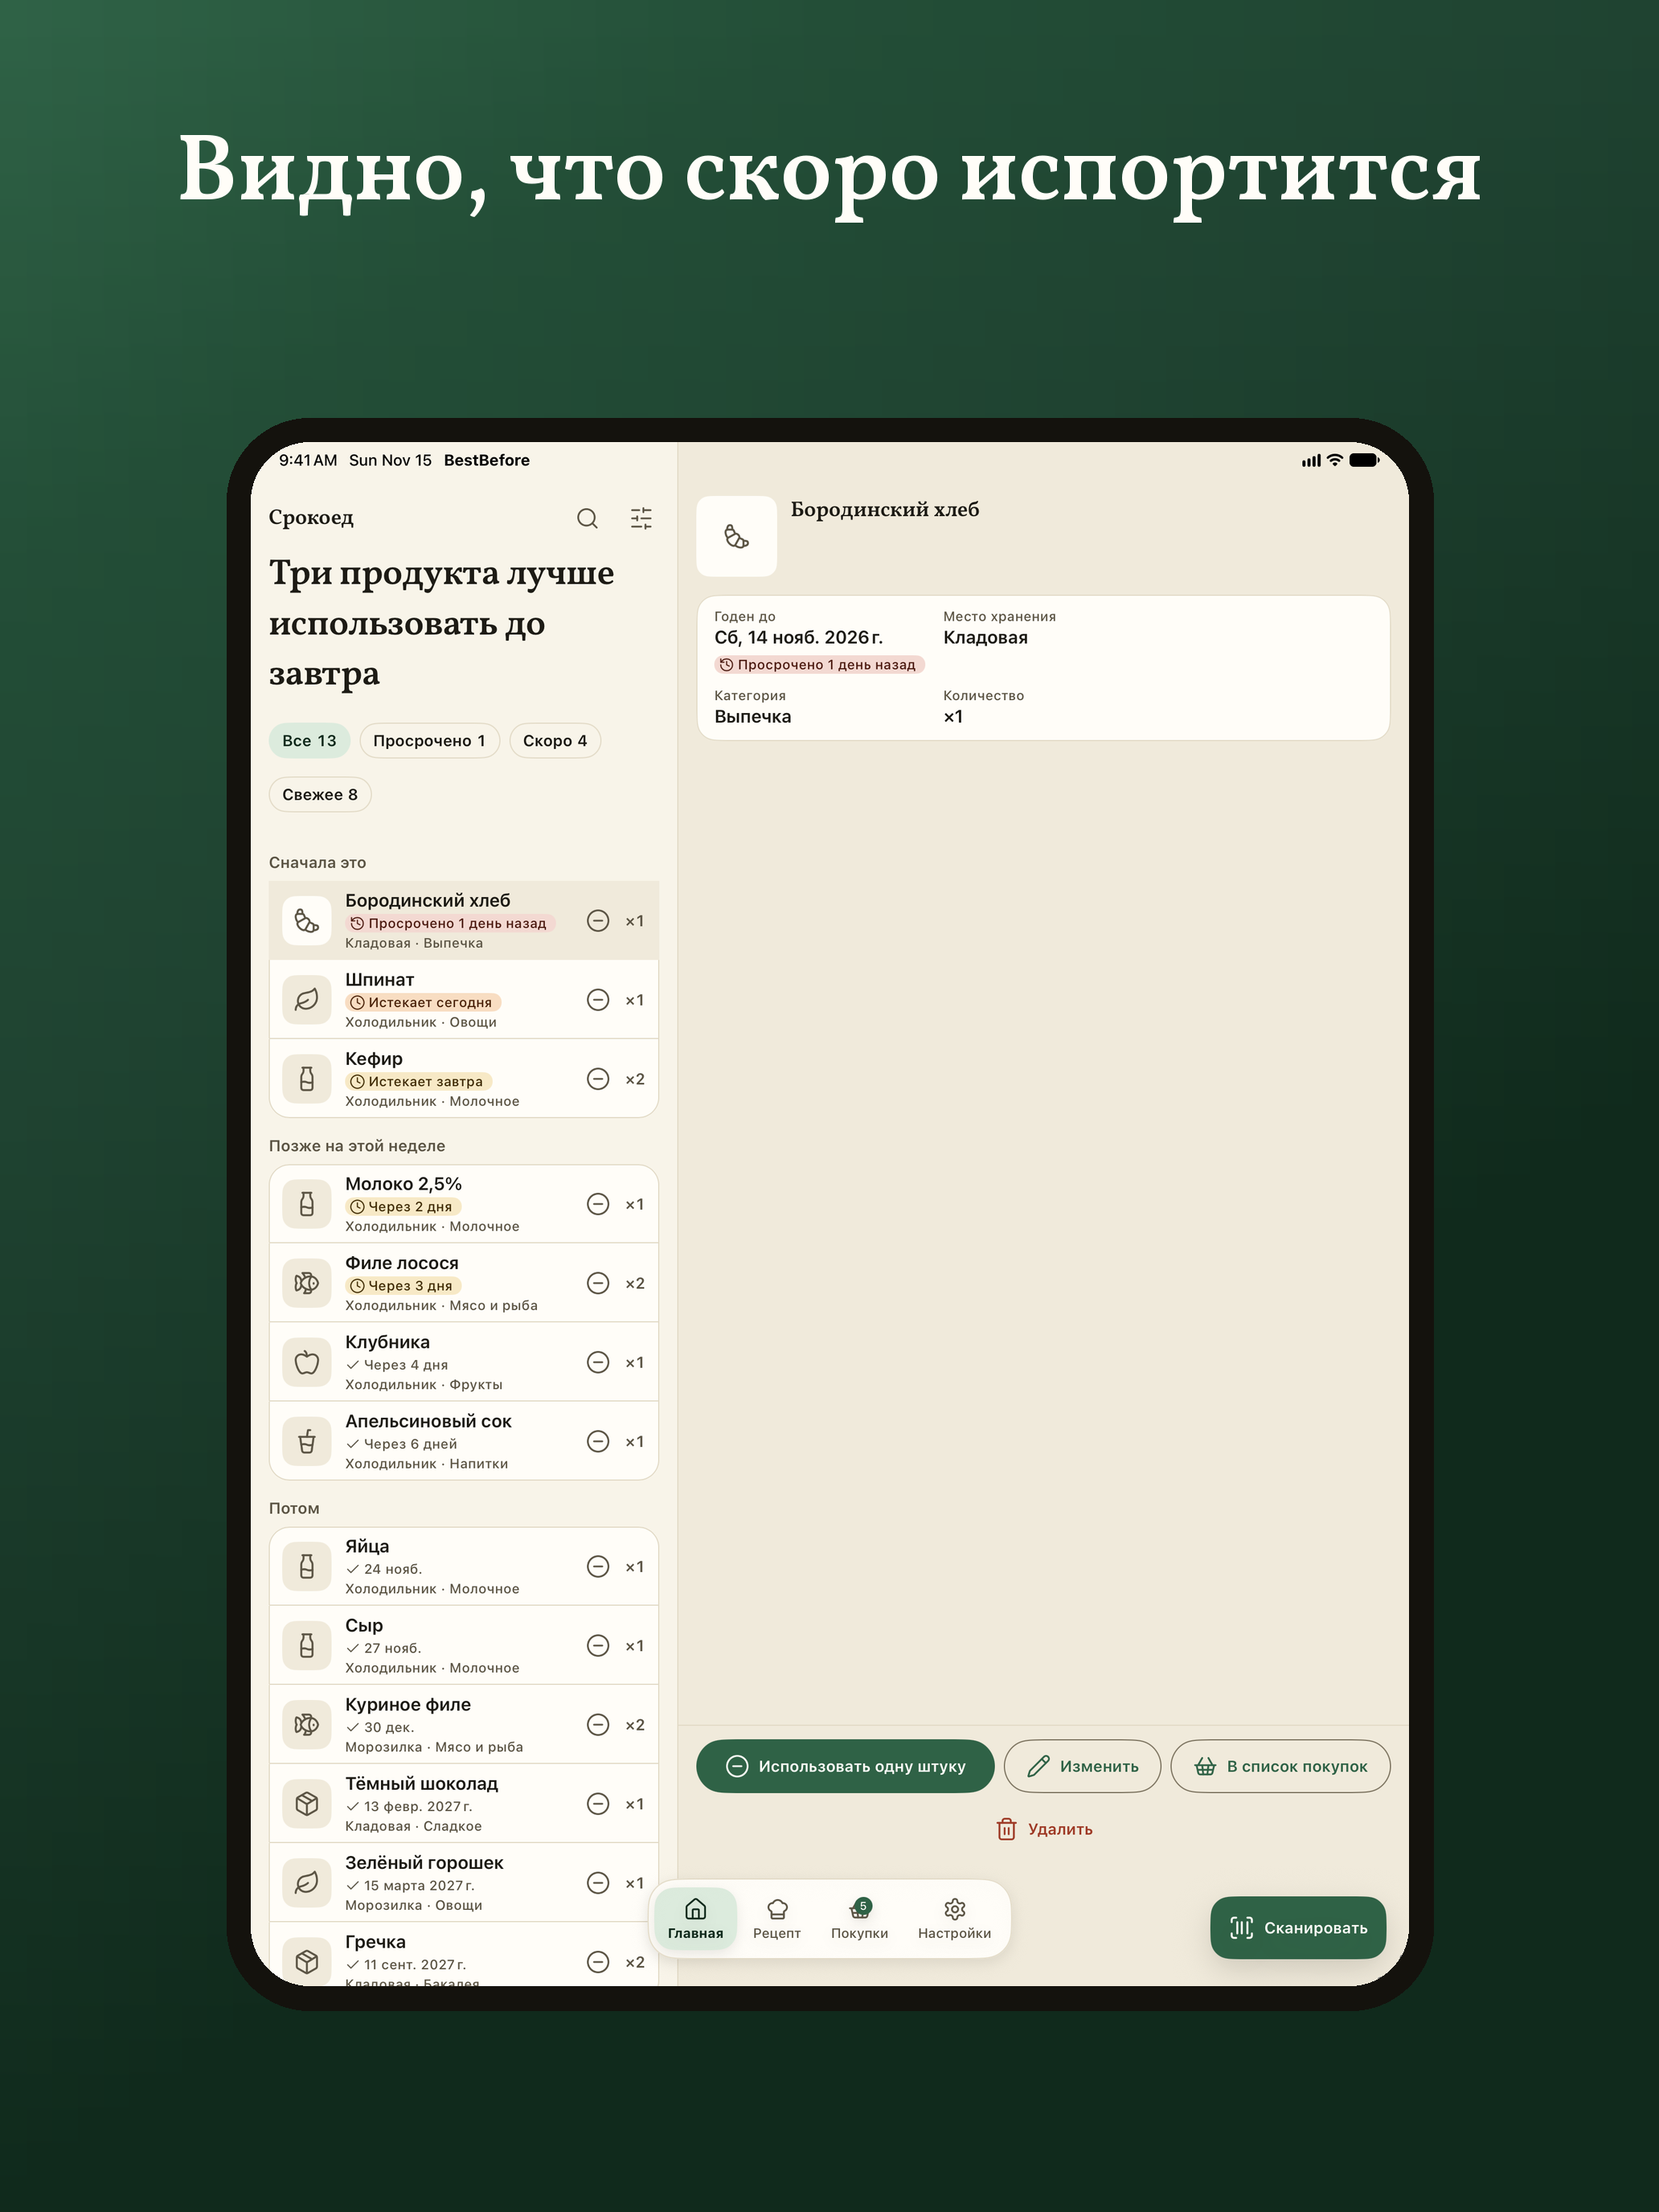 Видно, что скоро испортится
9:41 AM Sun Nov 15 BestBefore
Срокоед
Три продукта лучше
использовать до
завтра
Все 13
Просрочено 1
Скоро 4
Свежее 8
Сначала это
Бородинский хлеб
Просрочено 1 день назад
Кладовая · Выпечка
×1
Шпинат
Истекает сегодня
Холодильник · Овощи
×1
Кефир
Истекает завтра
Холодильник · Молочное
×2
Позже на этой неделе
Молоко 2,5%
Через 2 дня
Холодильник · Молочное
×1
Филе лосося
Через 3 дня
Холодильник · Мясо и рыба
×2
Клубника
Через 4 дня
Холодильник · Фрукты
×1
Апельсиновый сок
Через 6 дней
Холодильник · Напитки
×1
Потом
Яйца
24 нояб.
Холодильник · Молочное
×1
Сыр
27 нояб.
Холодильник · Молочное
×1
Куриное филе
30 дек.
Морозилка · Мясо и рыба
×2
Тёмный шоколад
13 февр. 2027 г.
Кладовая · Сладкое
×1
Зелёный горошек
15 марта 2027 г.
Морозилка · Овощи
×1
Гречка
11 сент. 2027 г.
Кладовая · Бакалея
×2
Бородинский хлеб
Годен до
Сб, 14 нояб. 2026 г.
Просрочено 1 день назад
Место хранения
Кладовая
Категория
Выпечка
Количество
×1
Использовать одну штуку
Изменить
В список покупок
Удалить
Главная
Рецепт
5
Покупки
Настройки
Сканировать